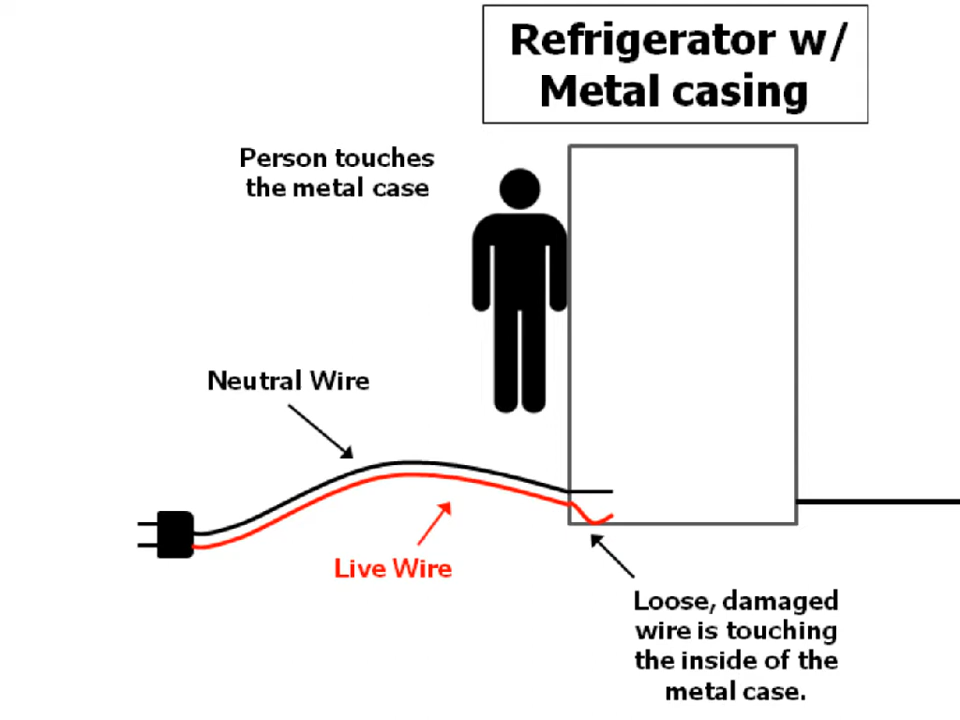 Refrigerator w/
Metal casing
Person touches
the metal case
Neutral Wire
Live Wire
Loose, damaged
wire is touching
the inside of the
metal case.